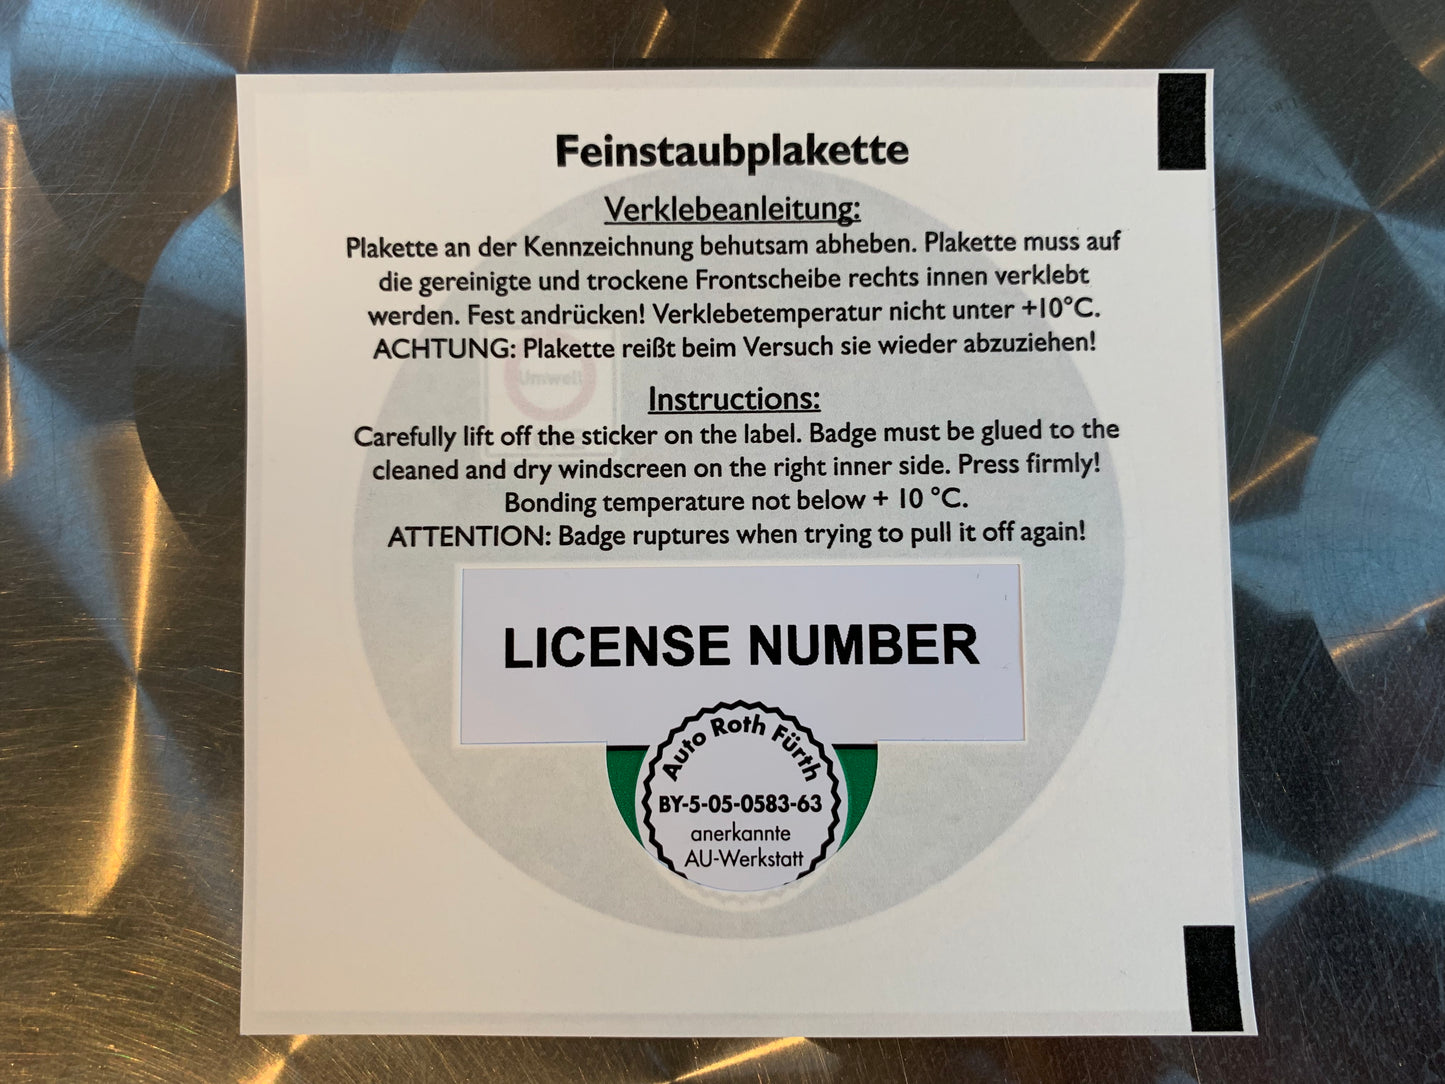 Feinstaubplakette
Verklebeanleitung:
Plakette an der Kennzeichnung behutsam abheben. Plakette muss auf
die gereinigte und trockene Frontscheibe rechts innen verklebt
werden. Fest andrücken! Verklebetemperatur nicht unter +10°C.
ACHTUNG: Plakette reißt beim Versuch sie wieder abzuziehen!
Umwelt
Instructions:
Carefully lift off the sticker on the label. Badge must be glued to the
cleaned and dry windscreen on the right inner side. Press firmly!
Bonding temperature not below + 10 °C.
ATTENTION: Badge ruptures when trying to pull it off again!
LICENSE NUMBER
Auto Roth Fürth
BY-5-05-0583-63
anerkannte
AU-Werkstatt